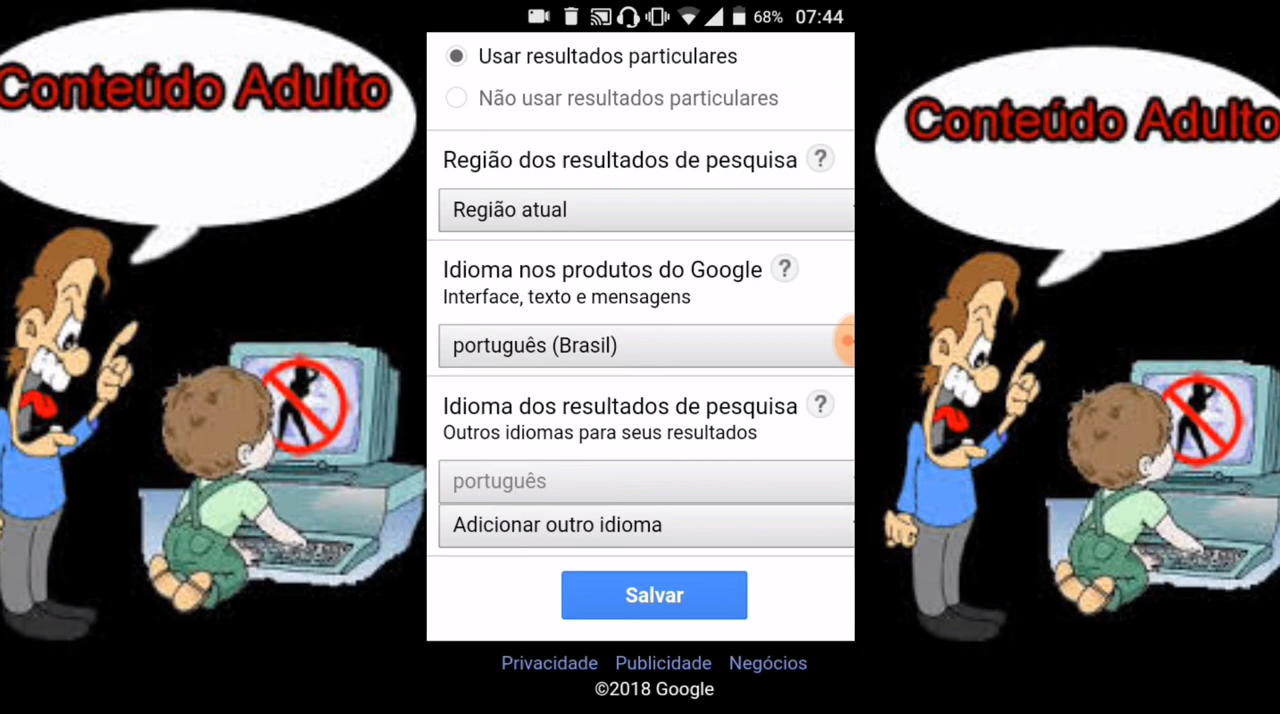 68% 07:44
Conteúdo Adulto
Usar resultados particulares
Não usar resultados particulares
Região dos resultados de pesquisa ?
Região atual
Idioma nos produtos do Google ?
Interface, texto e mensagens
português (Brasil)
Idioma dos resultados de pesquisa ?
Outros idiomas para seus resultados
português
Adicionar outro idioma
Salvar
Privacidade Publicidade Negócios
©2018 Google
Conteúdo Adulto